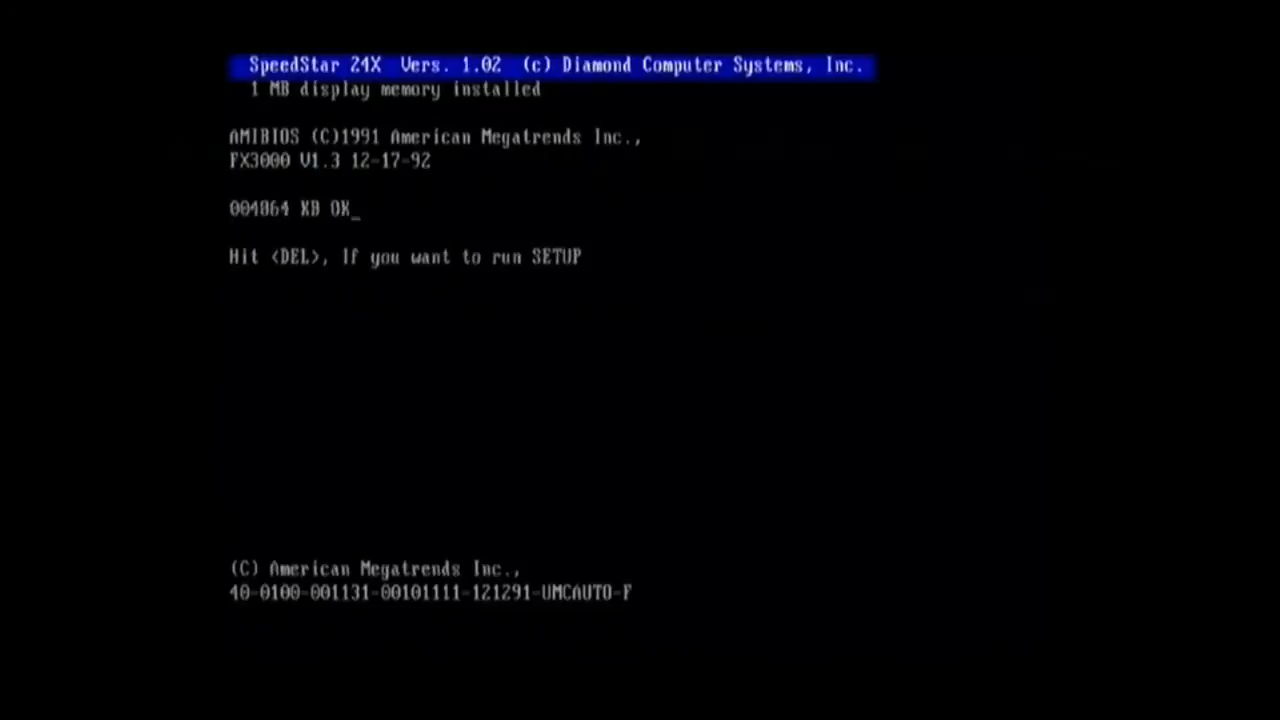 SpeedStar 24X Vers. 1.02 (c) Diamond Computer Systems, Inc.
1 MB display memory installed
AMIBIOS (C)1991 American Megatrends Inc.,
FX3000 V1.3 12-17-92
004864 KB OK_
Hit <DEL>, If you want to run SETUP
(C) American Megatrends Inc.,
40-0100-001131-00101111-121291-UMCAUTO-F